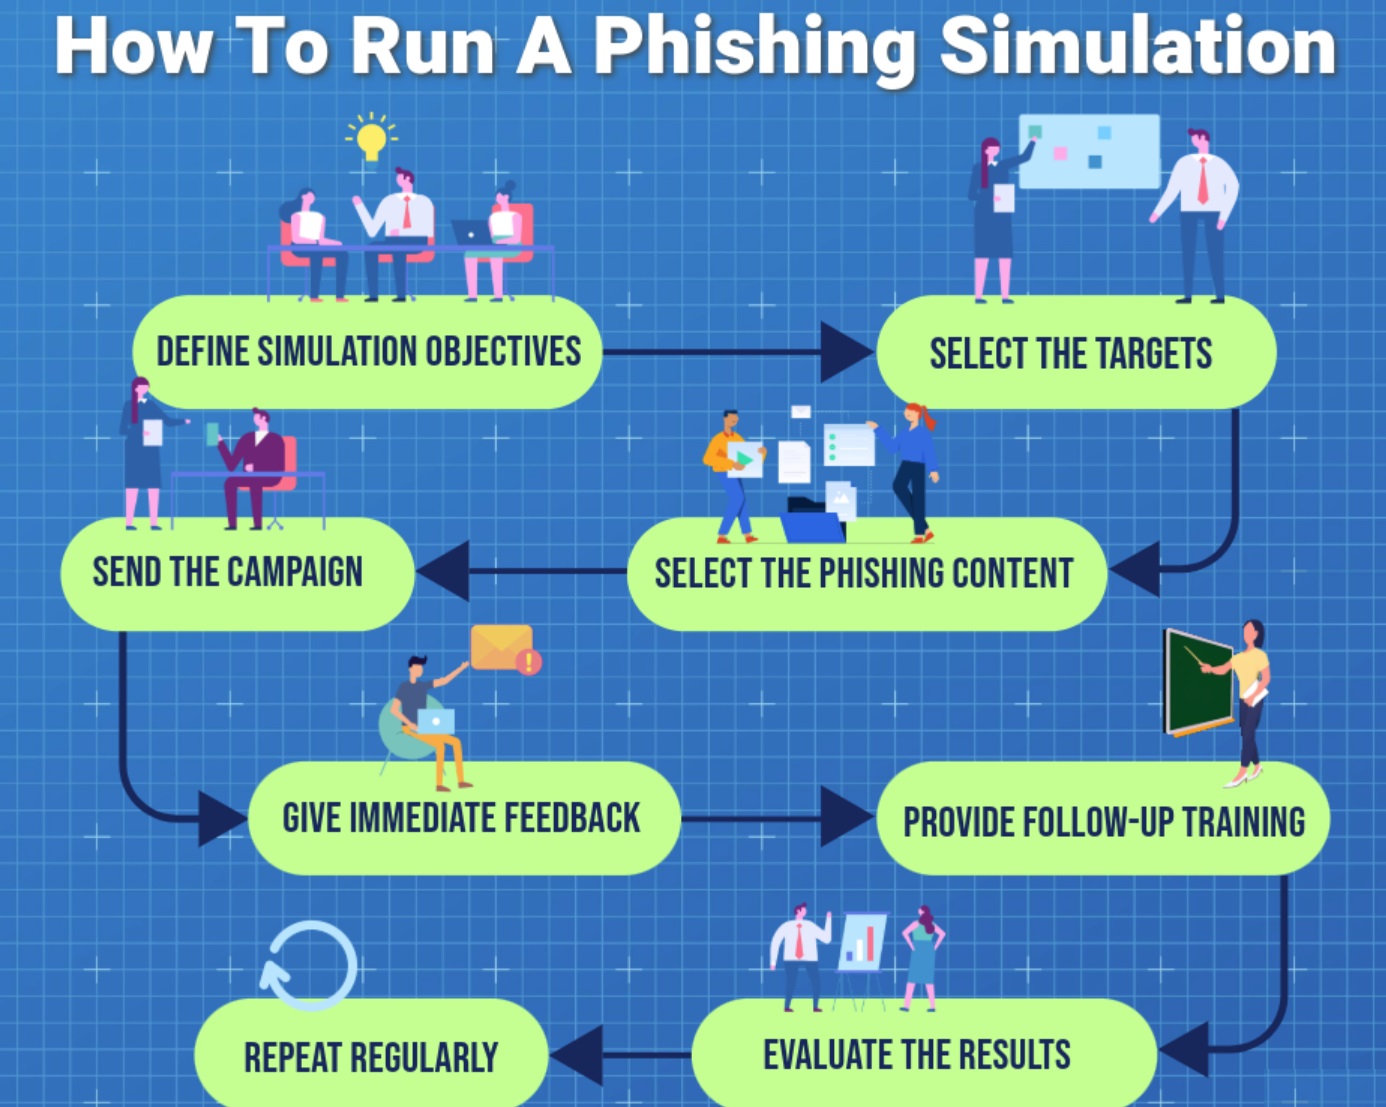 How To Run A Phishing Simulation
DEFINE SIMULATION OBJECTIVES
SELECT THE TARGETS
SELECT THE PHISHING CONTENT
SEND THE CAMPAIGN
GIVE IMMEDIATE FEEDBACK
PROVIDE FOLLOW-UP TRAINING
EVALUATE THE RESULTS
REPEAT REGULARLY